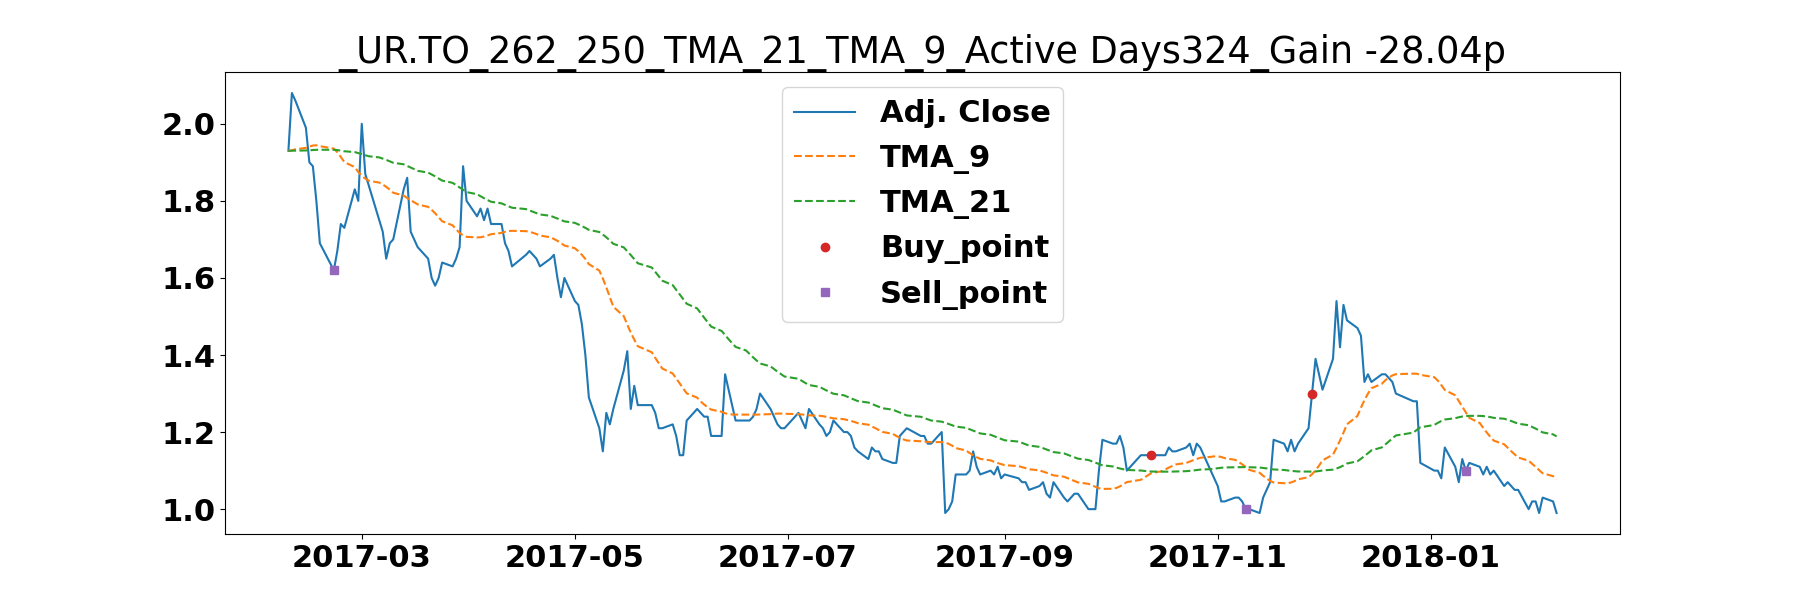 _UR.TO_262_250_TMA_21_TMA_9_Active Days324_Gain -28.04p
Adj. Close
TMA_9
TMA_21
Buy_point
Sell_point
2.0
1.8
1.6
1.4
1.2
1.0
2017-03 2017-05 2017-07 2017-09 2017-11 2018-01